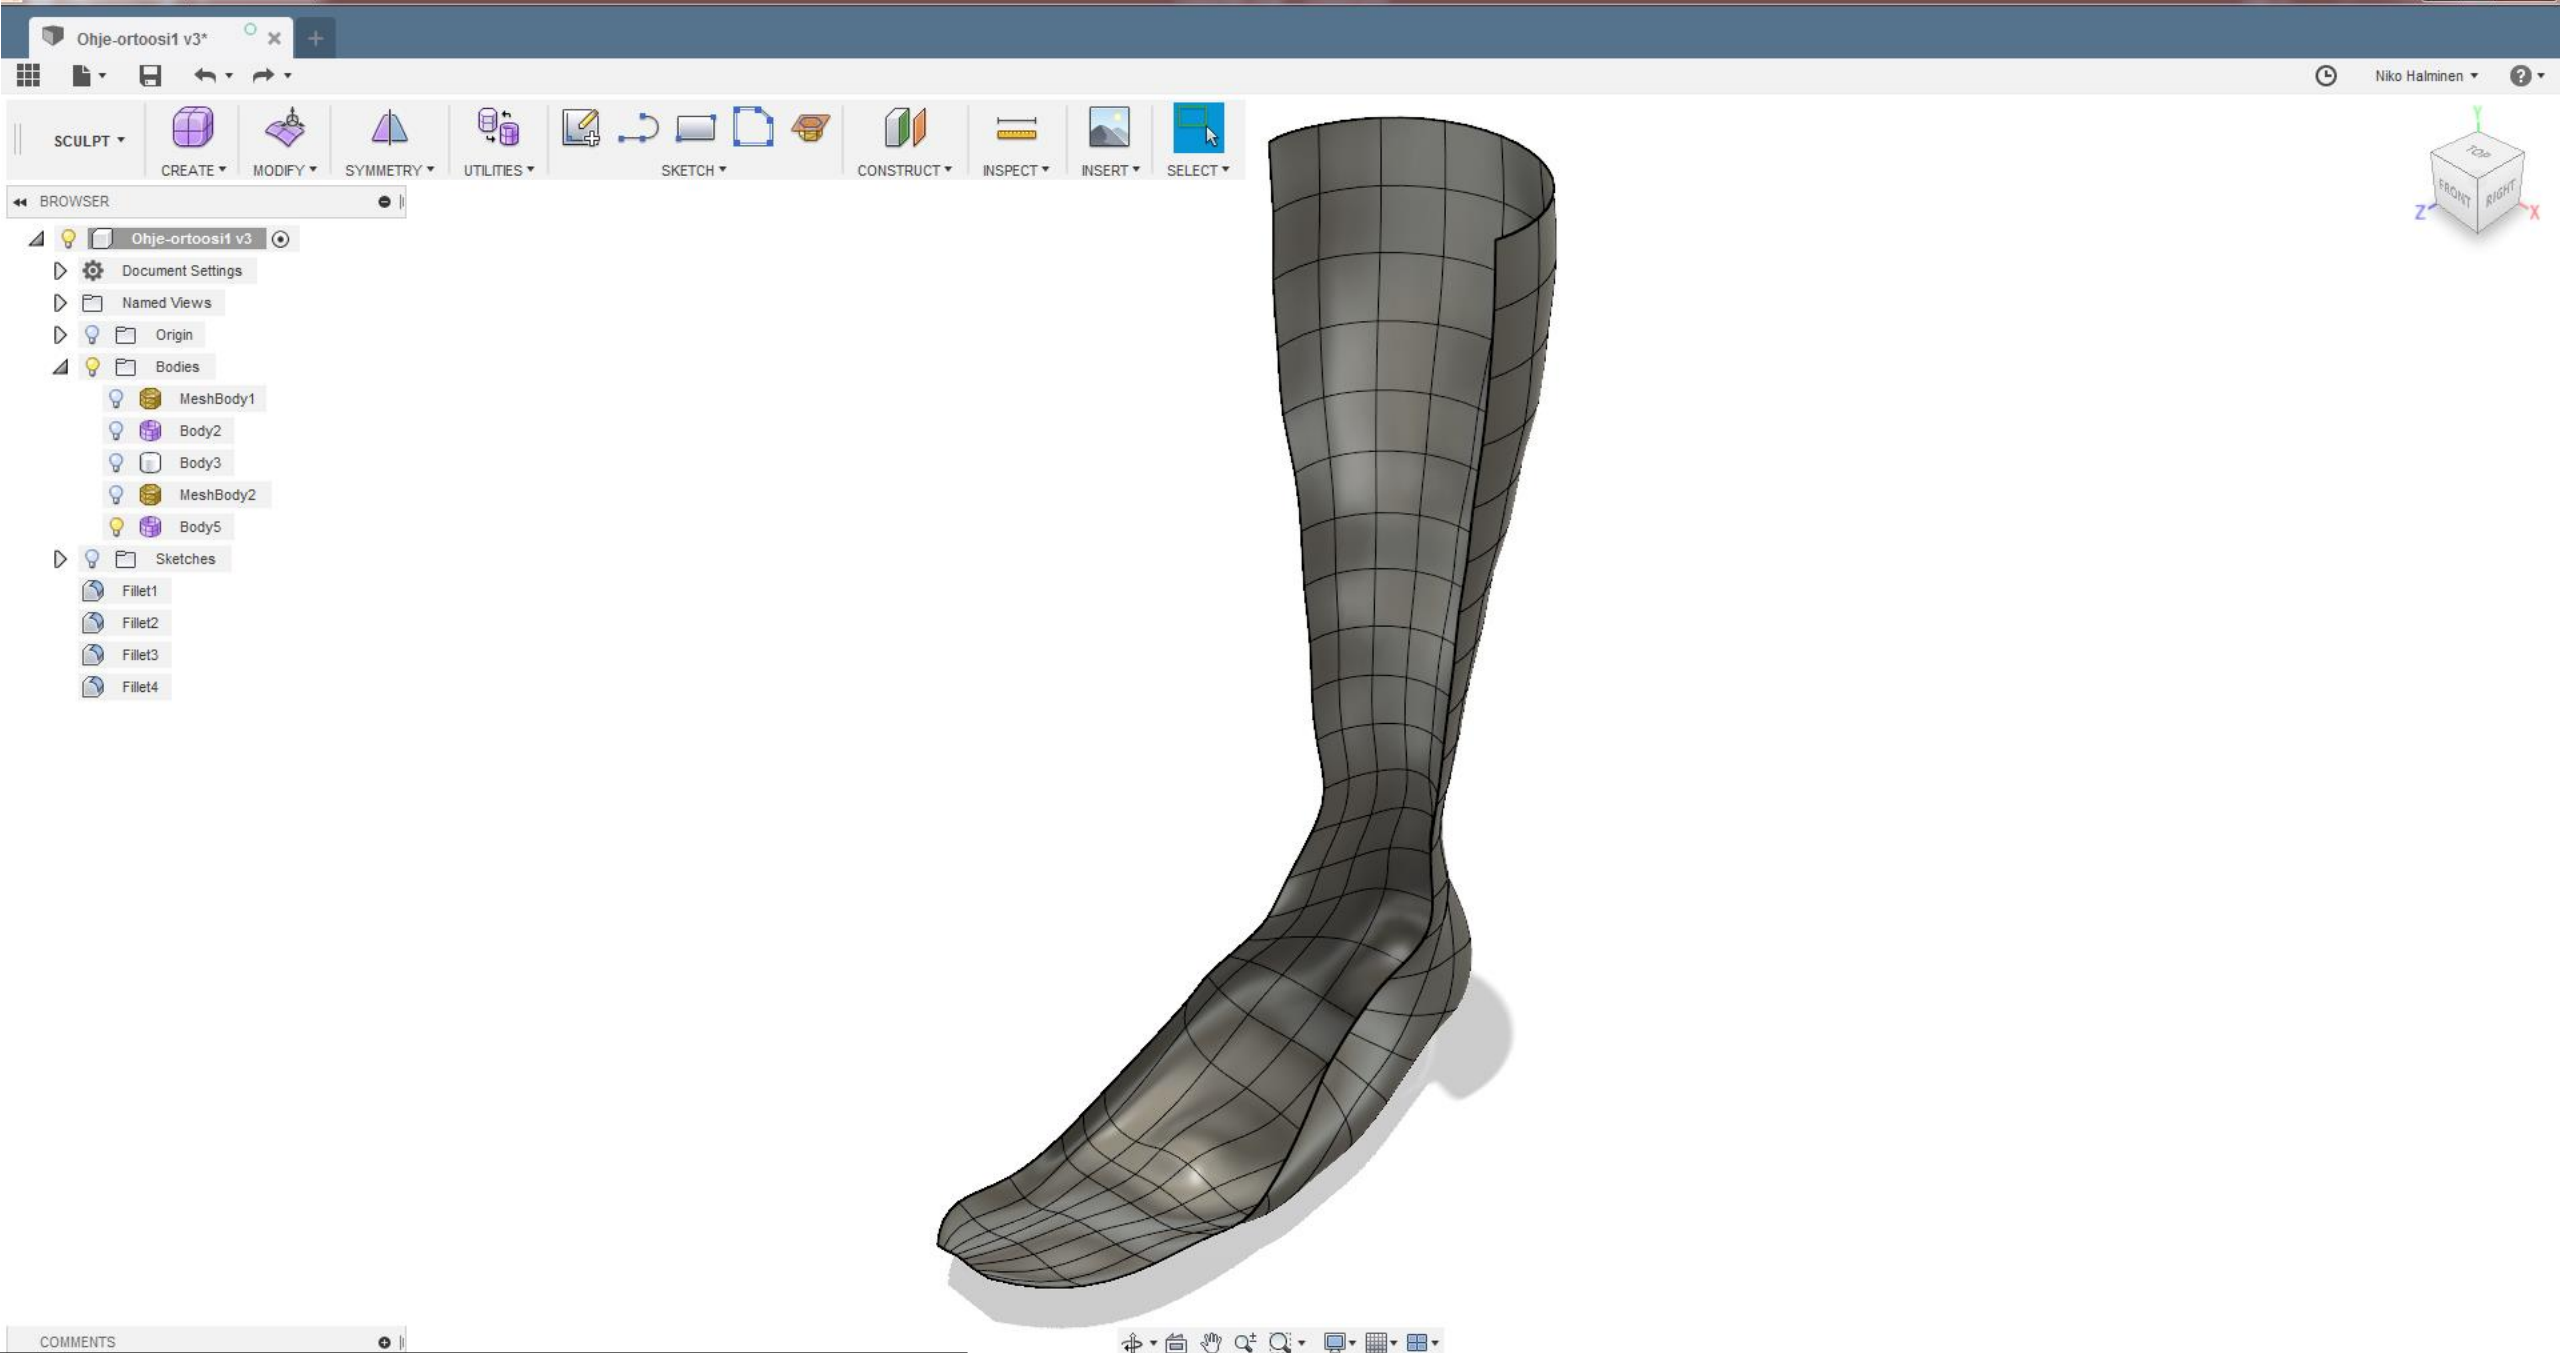 Ohje-ortoosi1 v3*
Niko Halminen
SCULPT
CREATE MODIFY SYMMETRY UTILITIES SKETCH CONSTRUCT INSPECT INSERT SELECT
Y
TOP
FRONT RIGHT
Z X
BROWSER
Ohje-ortoosi1 v3
Document Settings
Named Views
Origin
Bodies
MeshBody1
Body2
Body3
MeshBody2
Body5
Sketches
Fillet1
Fillet2
Fillet3
Fillet4
COMMENTS